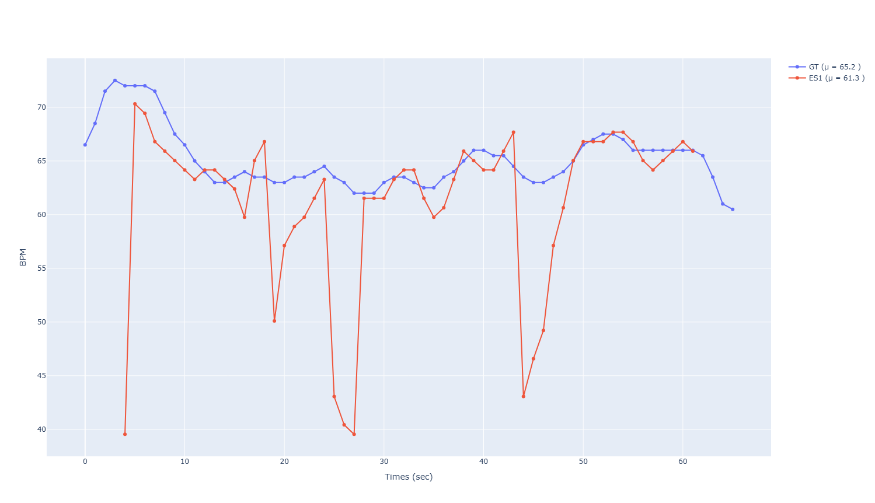 GT (μ = 65.2 )
ES1 (μ = 61.3 )
70
65
60
55
50
45
40
BPM
0 10 20 30 40 50 60
Times (sec)